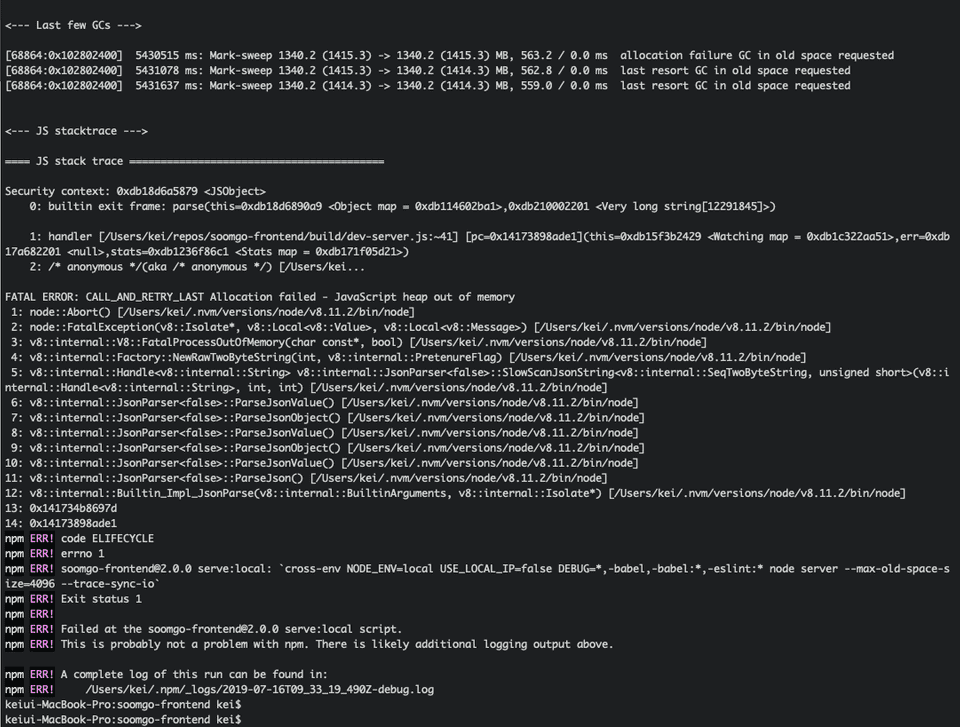 <--- Last few GCs --->
[68864:0x102802400]  5430515 ms: Mark-sweep 1340.2 (1415.3) -> 1340.2 (1415.3) MB, 563.2 / 0.0 ms  allocation failure GC in old space requested
[68864:0x102802400]  5431078 ms: Mark-sweep 1340.2 (1415.3) -> 1340.2 (1414.3) MB, 562.8 / 0.0 ms  last resort GC in old space requested
[68864:0x102802400]  5431637 ms: Mark-sweep 1340.2 (1414.3) -> 1340.2 (1414.3) MB, 559.0 / 0.0 ms  last resort GC in old space requested
<--- JS stacktrace --->
==== JS stack trace =========================================
Security context: 0xdb18d6a5879 <JSObject>
    0: builtin exit frame: parse(this=0xdb18d6890a9 <Object map = 0xdb114602ba1>,0xdb210002201 <Very long string[12291845]>)
    1: handler [/Users/kei/repos/soomgo-frontend/build/dev-server.js:~41] [pc=0x14173898ade1](this=0xdb15f3b2429 <Watching map = 0xdb1c322aa51>,err=0xdb
17a682201 <null>,stats=0xdb1236f86c1 <Stats map = 0xdb171f05d21>)
    2: /* anonymous */(aka /* anonymous */) [/Users/kei...
FATAL ERROR: CALL_AND_RETRY_LAST Allocation failed - JavaScript heap out of memory
 1: node::Abort() [/Users/kei/.nvm/versions/node/v8.11.2/bin/node]
 2: node::FatalException(v8::Isolate*, v8::Local<v8::Value>, v8::Local<v8::Message>) [/Users/kei/.nvm/versions/node/v8.11.2/bin/node]
 3: v8::internal::V8::FatalProcessOutOfMemory(char const*, bool) [/Users/kei/.nvm/versions/node/v8.11.2/bin/node]
 4: v8::internal::Factory::NewRawTwoByteString(int, v8::internal::PretenureFlag) [/Users/kei/.nvm/versions/node/v8.11.2/bin/node]
 5: v8::internal::Handle<v8::internal::String> v8::internal::JsonParser<false>::SlowScanJsonString<v8::internal::SeqTwoByteString, unsigned short>(v8::i
nternal::Handle<v8::internal::String>, int, int) [/Users/kei/.nvm/versions/node/v8.11.2/bin/node]
 6: v8::internal::JsonParser<false>::ParseJsonValue() [/Users/kei/.nvm/versions/node/v8.11.2/bin/node]
 7: v8::internal::JsonParser<false>::ParseJsonObject() [/Users/kei/.nvm/versions/node/v8.11.2/bin/node]
 8: v8::internal::JsonParser<false>::ParseJsonValue() [/Users/kei/.nvm/versions/node/v8.11.2/bin/node]
 9: v8::internal::JsonParser<false>::ParseJsonObject() [/Users/kei/.nvm/versions/node/v8.11.2/bin/node]
10: v8::internal::JsonParser<false>::ParseJsonValue() [/Users/kei/.nvm/versions/node/v8.11.2/bin/node]
11: v8::internal::JsonParser<false>::ParseJson() [/Users/kei/.nvm/versions/node/v8.11.2/bin/node]
12: v8::internal::Builtin_Impl_JsonParse(v8::internal::BuiltinArguments, v8::internal::Isolate*) [/Users/kei/.nvm/versions/node/v8.11.2/bin/node]
13: 0x141734b8697d
14: 0x14173898ade1
npm ERR! code ELIFECYCLE
npm ERR! errno 1
npm ERR! soomgo-frontend@2.0.0 serve:local: `cross-env NODE_ENV=local USE_LOCAL_IP=false DEBUG=*,-babel,-babel:*,-eslint:* node server --max-old-space-s
ize=4096 --trace-sync-io`
npm ERR! Exit status 1
npm ERR!
npm ERR! Failed at the soomgo-frontend@2.0.0 serve:local script.
npm ERR! This is probably not a problem with npm. There is likely additional logging output above.
npm ERR! A complete log of this run can be found in:
npm ERR!     /Users/kei/.npm/_logs/2019-07-16T09_33_19_490Z-debug.log
keiui-MacBook-Pro:soomgo-frontend kei$
keiui-MacBook-Pro:soomgo-frontend kei$